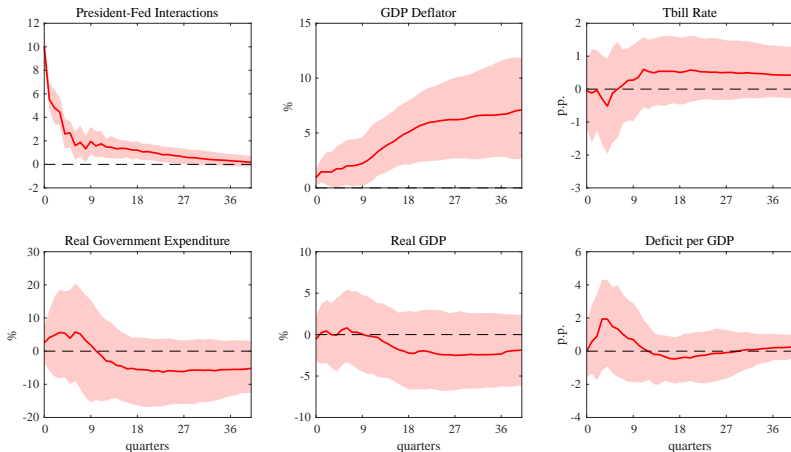 President-Fed Interactions
12
10
8
6
4
2
0
-2
0 9 18 27 36
GDP Deflator
%
15
10
5
0
0 9 18 27 36
Tbill Rate
p.p.
2
1
0
-1
-2
-3
0 9 18 27 36
Real Government Expenditure
%
30
20
10
0
-10
-20
0 9 18 27 36
quarters
Real GDP
%
10
5
0
-5
-10
0 9 18 27 36
quarters
Deficit per GDP
p.p.
6
4
2
0
-2
-4
0 9 18 27 36
quarters